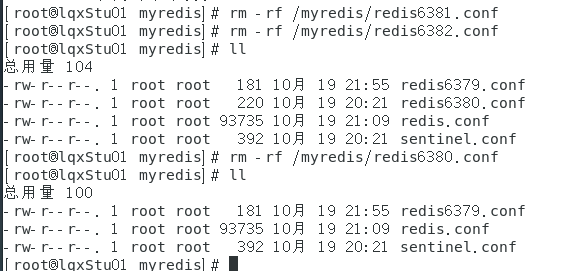 [root@lqxStu01 myredis]# rm -rf /myredis/redis6381.conf
[root@lqxStu01 myredis]# rm -rf /myredis/redis6382.conf
[root@lqxStu01 myredis]# ll
总用量 104
-rw-r--r--. 1 root root   181 10月 19 21:55 redis6379.conf
-rw-r--r--. 1 root root   220 10月 19 20:21 redis6380.conf
-rw-r--r--. 1 root root 93735 10月 19 21:09 redis.conf
-rw-r--r--. 1 root root   392 10月 19 20:21 sentinel.conf
[root@lqxStu01 myredis]# rm -rf /myredis/redis6380.conf
[root@lqxStu01 myredis]# ll
总用量 100
-rw-r--r--. 1 root root   181 10月 19 21:55 redis6379.conf
-rw-r--r--. 1 root root 93735 10月 19 21:09 redis.conf
-rw-r--r--. 1 root root   392 10月 19 20:21 sentinel.conf
[root@lqxStu01 myredis]#